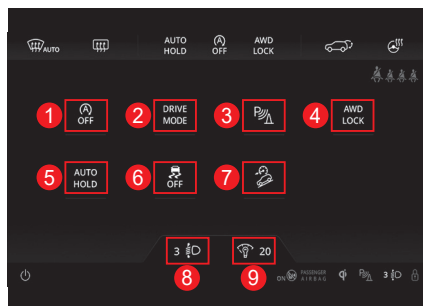 AUTO
AUTO HOLD
(A) OFF
AWD LOCK
1
(A) OFF
2
DRIVE MODE
3
P
4
AWD LOCK
5
AUTO HOLD
6
OFF
7
3
20
8
9
ON
PASSENGER AIRBAG
qi
P
3